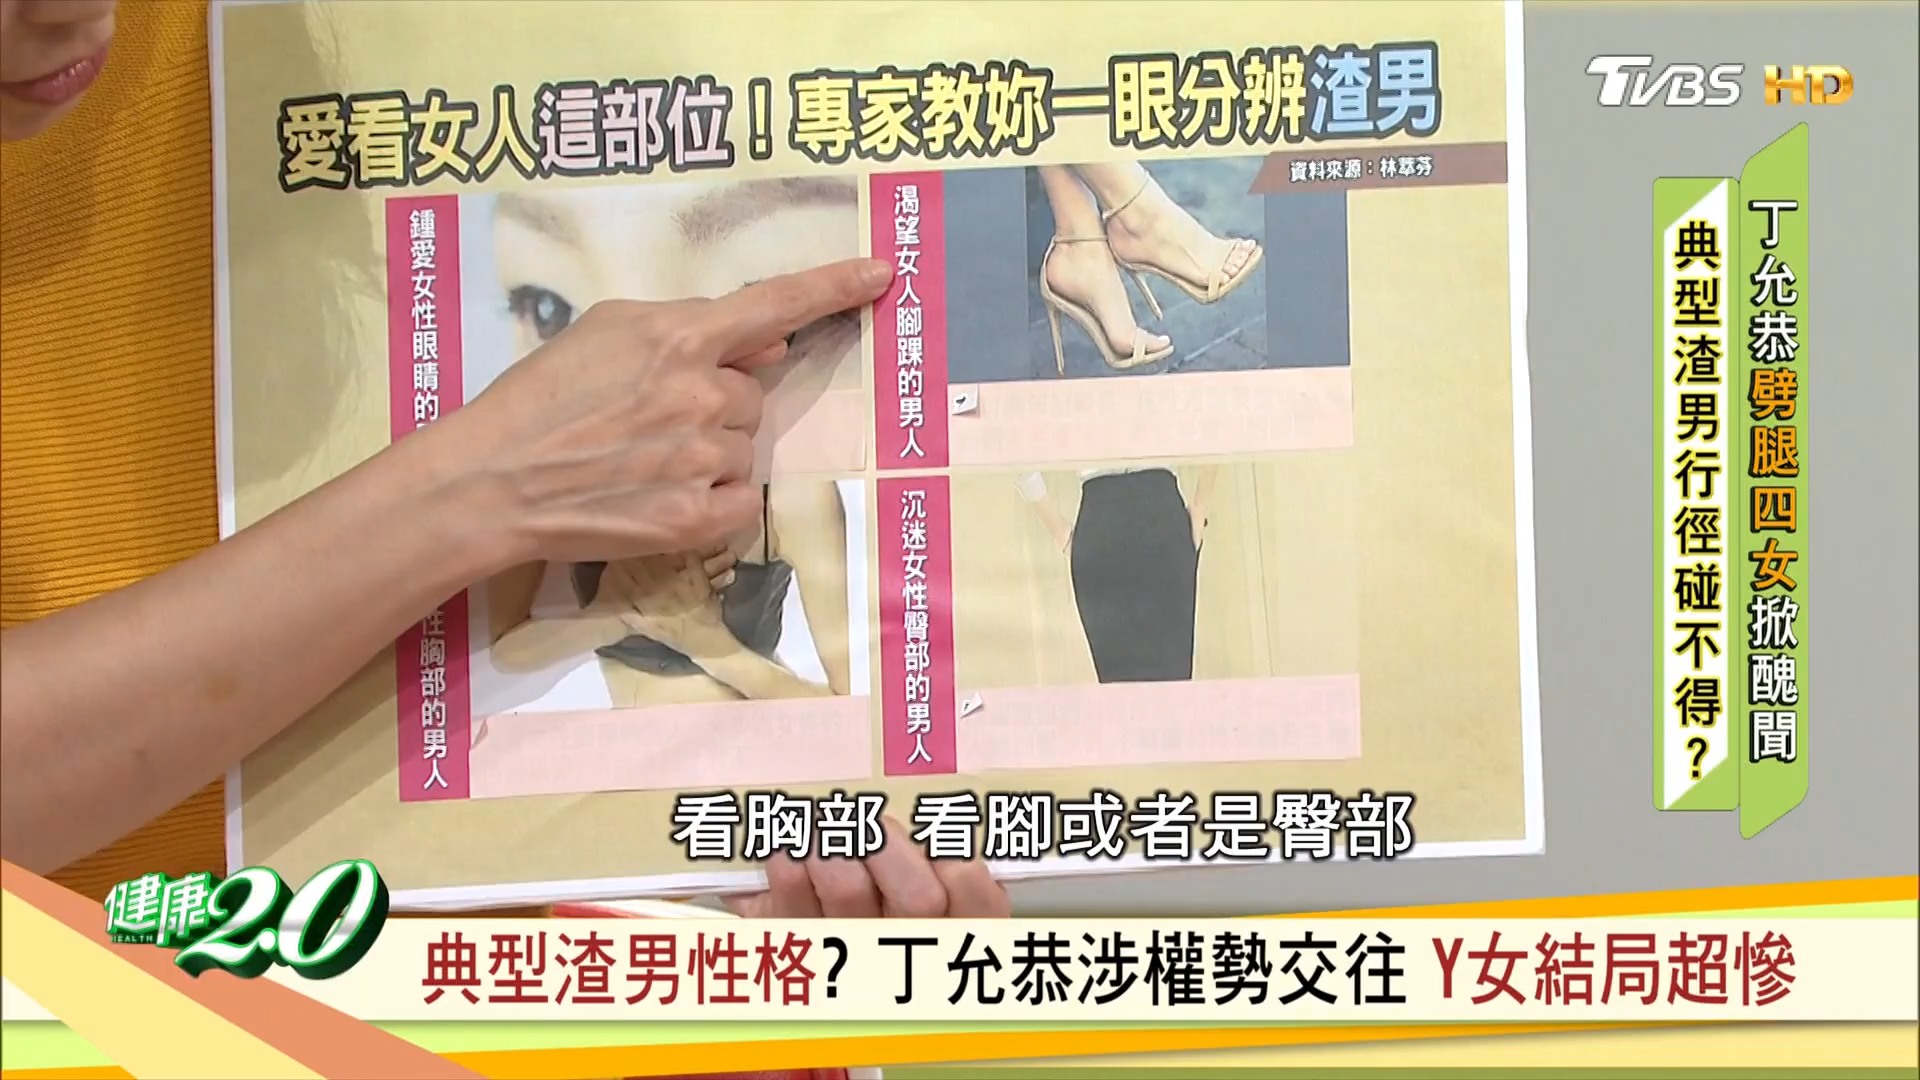 愛看女人這部位！專家教妳一眼分辨渣男
資料來源：林萃芬
鍾愛女性眼睛的
渴望女人腳踝的男人
性胸部的男人
沉迷女性臀部的男人
TVBS HD
丁允恭劈腿四女掀醜聞
典型渣男行徑碰不得？
看胸部 看腳或者是臀部
健康2.0
HEALTH
典型渣男性格? 丁允恭涉權勢交往 Y女結局超慘